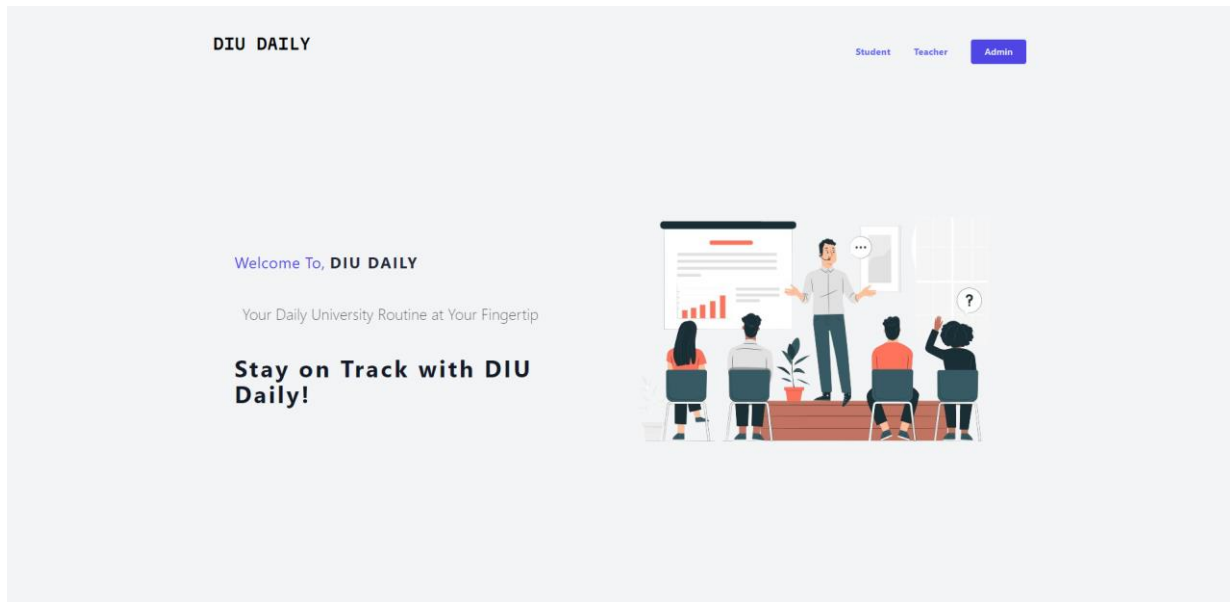 DIU DAILY
Student Teacher Admin
Welcome To, DIU DAILY
Your Daily University Routine at Your Fingertip
Stay on Track with DIU
Daily!
...
?